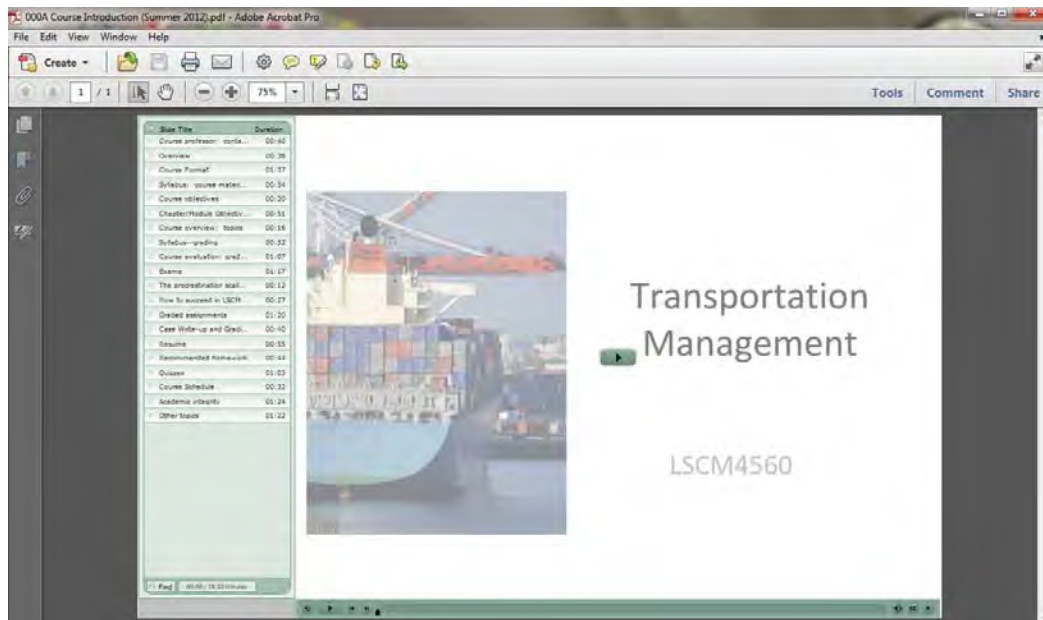 000A Course Introduction (Summer 2012).pdf - Adobe Acrobat Pro
File Edit View Window Help
Create
1 / 1 75% Tools Comment Share
Slide Title Duration
Course professor: conta... 00:40
Overview 00:38
Course Format 01:37
Syllabus: course materi... 00:34
Course objectives 00:20
Chapter/Module Objectiv... 00:51
Course overview: topics 00:16
Syllabus--grading 00:52
Course evaluation: grad... 01:07
Exams 01:17
The procrastination scal... 00:12
How to succeed in LSCM 00:27
Graded assignments 01:20
Case Write-up and Gradi... 00:40
Resume 00:55
Recommended homework 00:44
Quizzes 01:03
Course Schedule 00:32
Academic integrity 01:24
Other topics 01:22
Find
Transportation
Management
LSCM4560